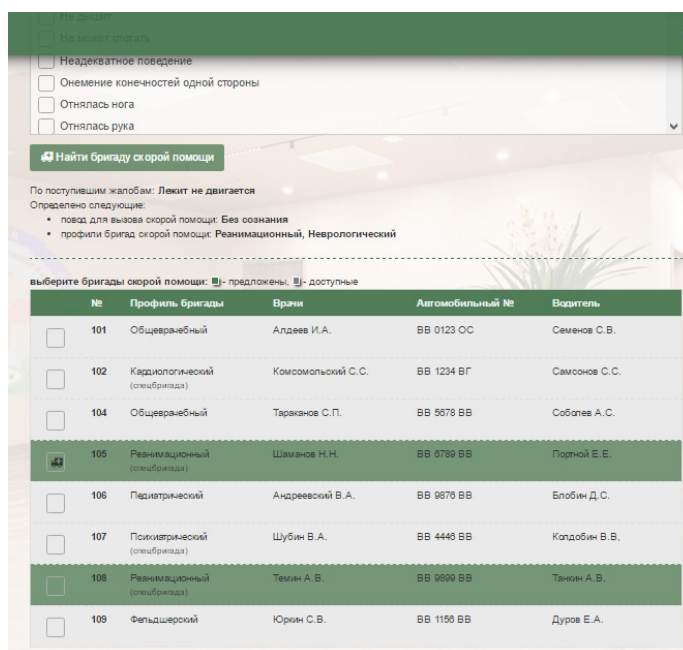 Не дышит
Не может глотать
Неадекватное поведение
Онемение конечностей одной стороны
Отнялась нога
Отнялась рука
Найти бригаду скорой помощи
По поступившим жалобам: Лежит не двигается
Определено следующие:
• повод для вызова скорой помощи: Без сознания
• профили бригад скорой помощи: Реанимационный, Неврологический
выберите бригады скорой помощи: - предложены, - доступные
№ Профиль бригады Врачи Автомобильный № Водитель
101 Общеврачебный Алдеев И.А. ВВ 0123 ОС Семенов С.В.
102 Кардиологический Комсомольский С.С. ВВ 1234 ВГ Самсонов С.С.
(спецбригада)
104 Общеврачебный Тараканов С.П. ВВ 5678 ВВ Соболев А.С.
105 Реанимационный Шаманов Н.Н. ВВ 6789 ВВ Портной Е.Е.
(спецбригада)
106 Педиатрический Андреевский В.А. ВВ 9876 ВВ Блобин Д.С.
107 Психиатрический Шубин В.А. ВВ 4446 ВВ Колдобин В.В.
(спецбригада)
108 Реанимационный Темин А.В. ВВ 9899 ВВ Танкин А.В.
(спецбригада)
109 Фельдшерский Юркин С.В. ВВ 1156 ВВ Дуров Е.А.